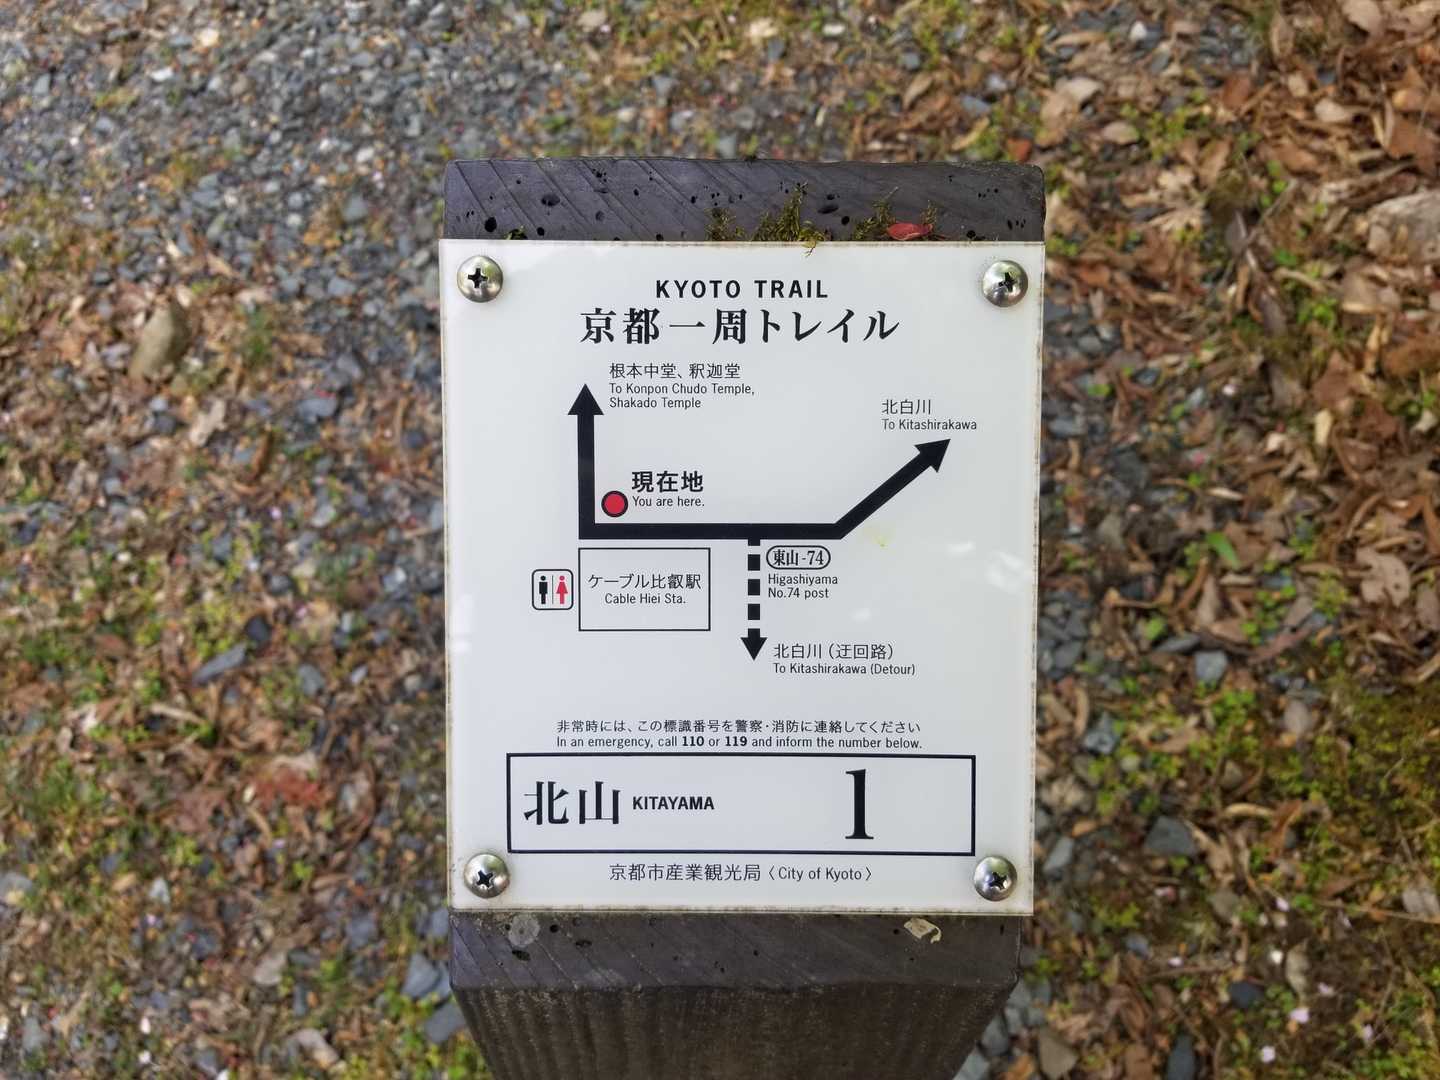 KYOTO TRAIL
京都一周トレイル
根本中堂、釈迦堂
To Konpon Chudo Temple,
Shakado Temple
北白川
To Kitashirakawa
現在地
You are here.
東山-74
Higashiyama
No.74 post
ケーブル比叡駅
Cable Hiei Sta.
北白川（迂回路）
To Kitashirakawa (Detour)
非常時には、この標識番号を警察・消防に連絡してください
In an emergency, call 110 or 119 and inform the number below.
北山 KITAYAMA 1
京都市産業観光局〈City of Kyoto〉